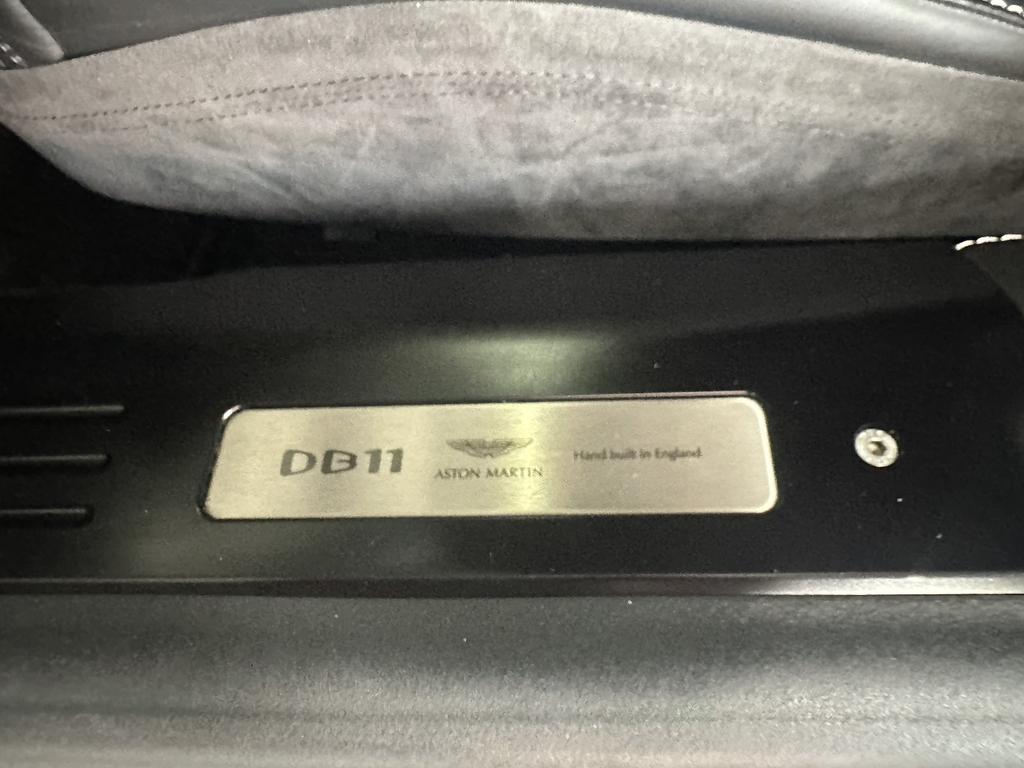 DB11
ASTON MARTIN
Hand built in England